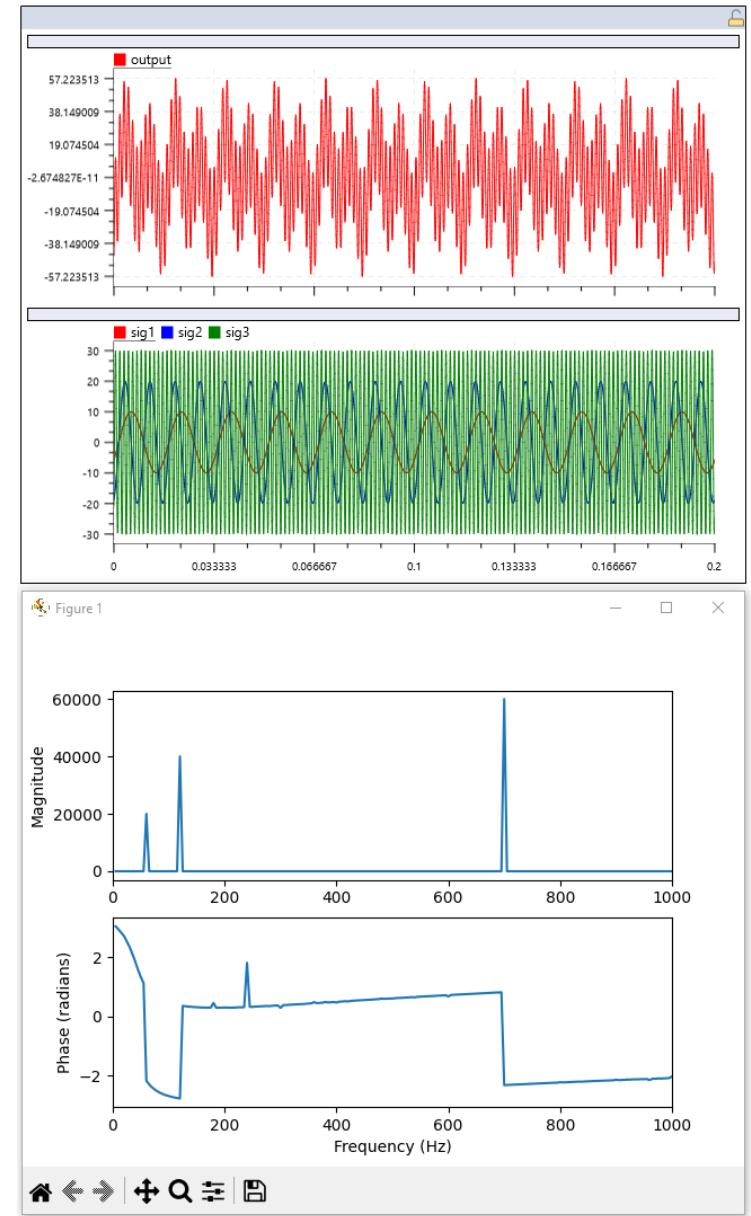 output
57.223513
38.149009
19.074504
-2.674827E-11
-19.074504
-38.149009
-57.223513
sig1 sig2 sig3
30
20
10
0
-10
-20
-30
0 0.033333 0.066667 0.1 0.133333 0.166667 0.2
Figure 1
60000
40000
20000
0
Magnitude
0 200 400 600 800 1000
2
0
−2
Phase (radians)
0 200 400 600 800 1000
Frequency (Hz)